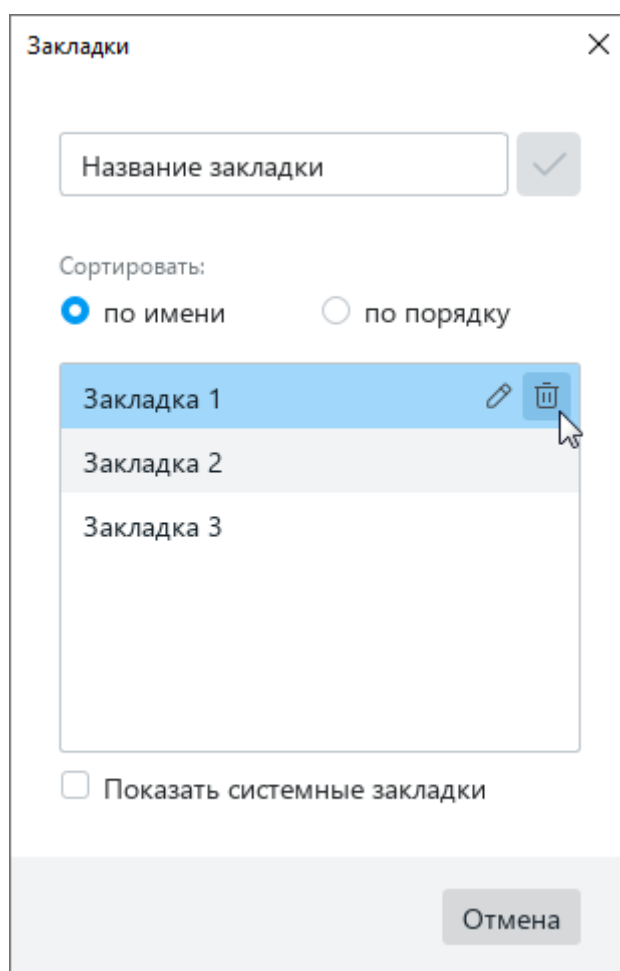 Закладки
Название закладки
Сортировать:
по имени по порядку
Закладка 1
Закладка 2
Закладка 3
Показать системные закладки
Отмена